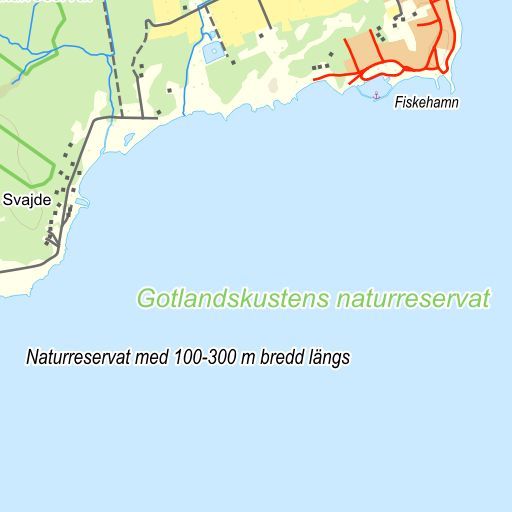 Fiskehamn
Svajde
Gotlandskustens naturreservat
Naturreservat med 100-300 m bredd längs